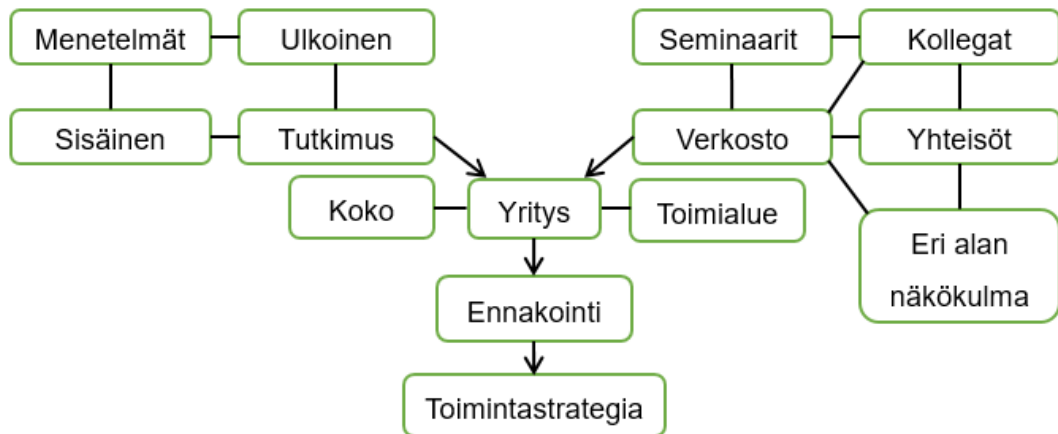 Menetelmät
Ulkoinen
Seminaarit
Kollegat
Sisäinen
Tutkimus
Verkosto
Yhteisöt
Koko
Yritys
Toimialue
Eri alan
näkökulma
Ennakointi
Toimintastrategia